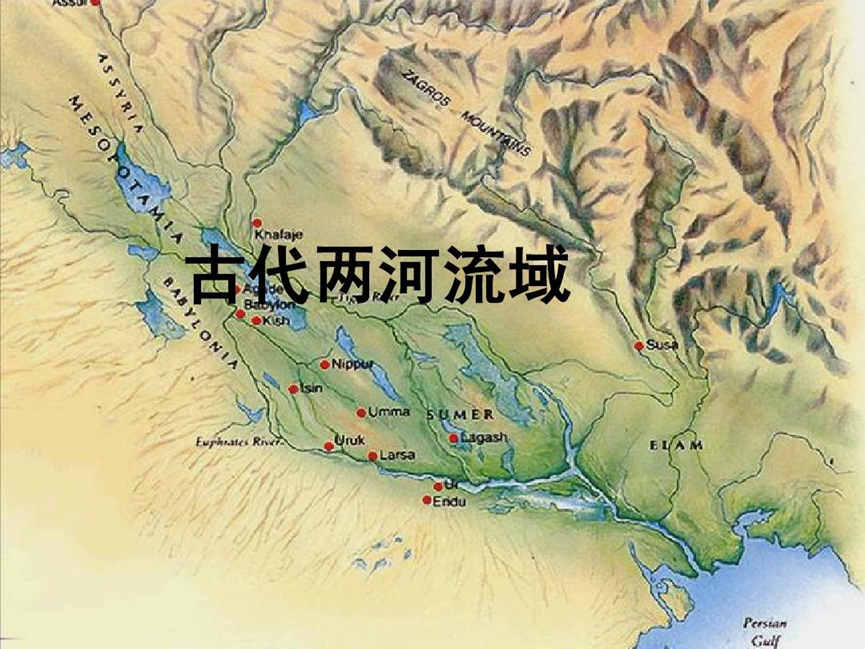 Assur
ASSYRIA
MESOPOTAMIA
ZAGROS MOUNTAINS
Khafaje
古代两河流域
Agade
Tigris River
Babylon
Kish
BABYLONIA
Susa
Nippur
Isin
Umma
SUMER
Euphrates River
Uruk
Lagash
ELAM
Larsa
Ur
Eridu
Persian
Gulf